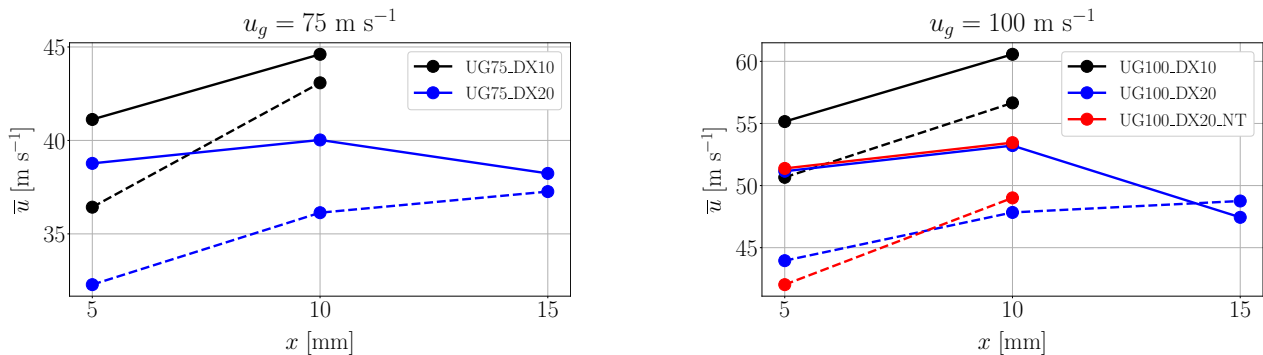 u_g = 75 m s⁻¹
45
40
35
u̅ [m s⁻¹]
5
10
15
x [mm]
UG75_DX10
UG75_DX20
u_g = 100 m s⁻¹
60
55
50
45
u̅ [m s⁻¹]
5
10
15
x [mm]
UG100_DX10
UG100_DX20
UG100_DX20_NT